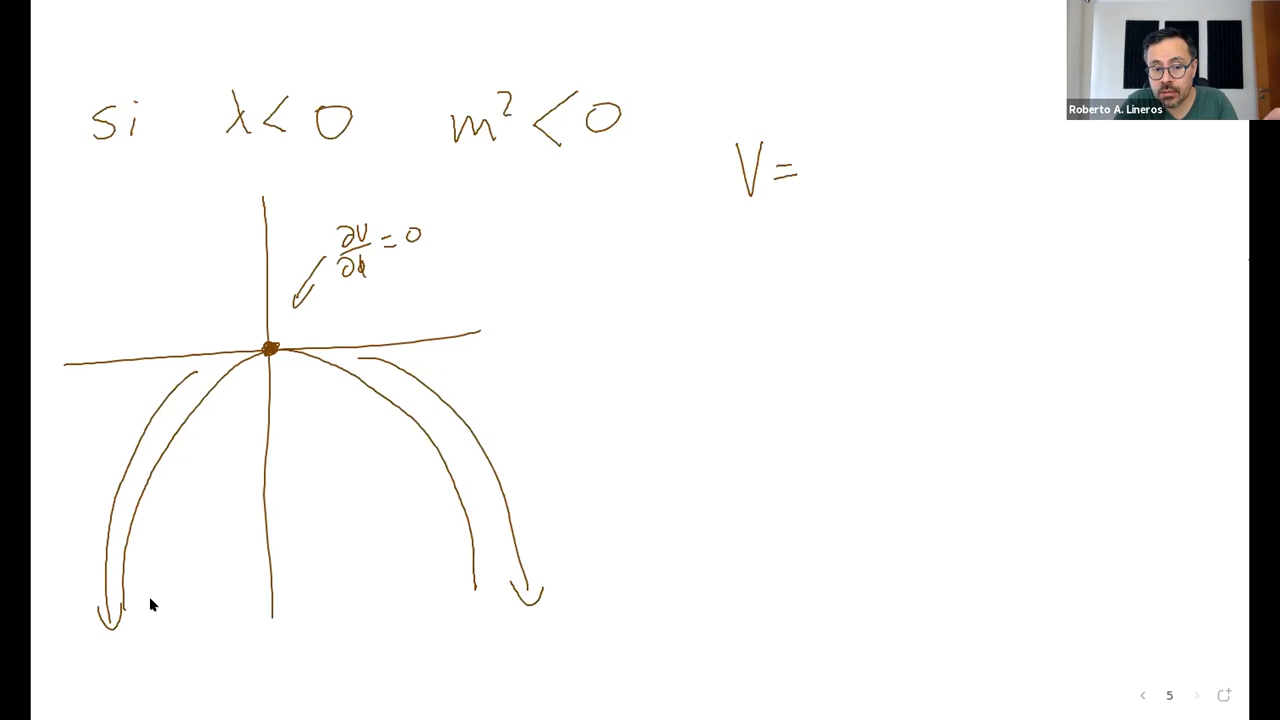 si λ < 0 m² < 0
V =
∂V/∂ϕ = 0
Roberto A. Lineros
5